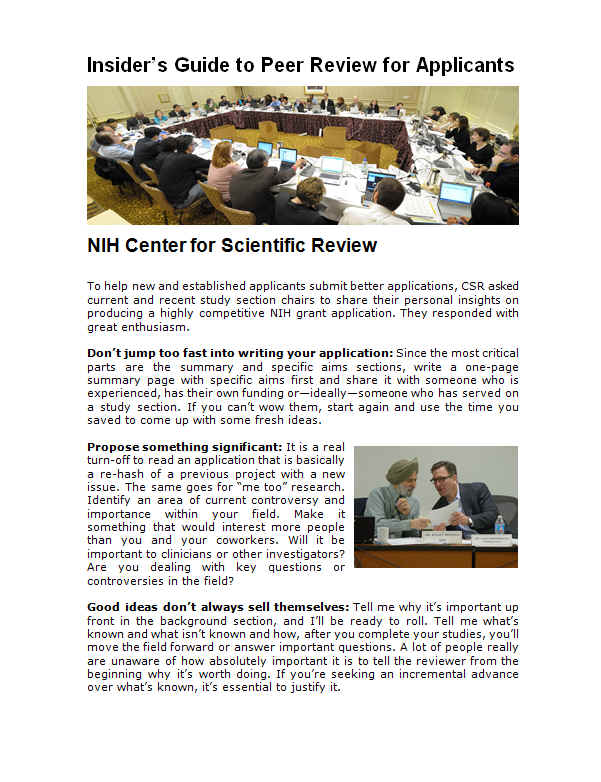 Insider's Guide to Peer Review for Applicants
NIH Center for Scientific Review
To help new and established applicants submit better applications, CSR asked
current and recent study section chairs to share their personal insights on
producing a highly competitive NIH grant application. They responded with
great enthusiasm.
Don't jump too fast into writing your application: Since the most critical
parts are the summary and specific aims sections, write a one-page
summary page with specific aims first and share it with someone who is
experienced, has their own funding or—ideally—someone who has served on
a study section. If you can't wow them, start again and use the time you
saved to come up with some fresh ideas.
Propose something significant: It is a real
turn-off to read an application that is basically
a re-hash of a previous project with a new
issue. The same goes for "me too" research.
Identify an area of current controversy and
importance within your field. Make it
something that would interest more people
than you and your coworkers. Will it be
important to clinicians or other investigators?
Are you dealing with key questions or
controversies in the field?
Good ideas don't always sell themselves: Tell me why it's important up
front in the background section, and I'll be ready to roll. Tell me what's
known and what isn't known and how, after you complete your studies, you'll
move the field forward or answer important questions. A lot of people really
are unaware of how absolutely important it is to tell the reviewer from the
beginning why it's worth doing. If you're seeking an incremental advance
over what's known, it's essential to justify it.